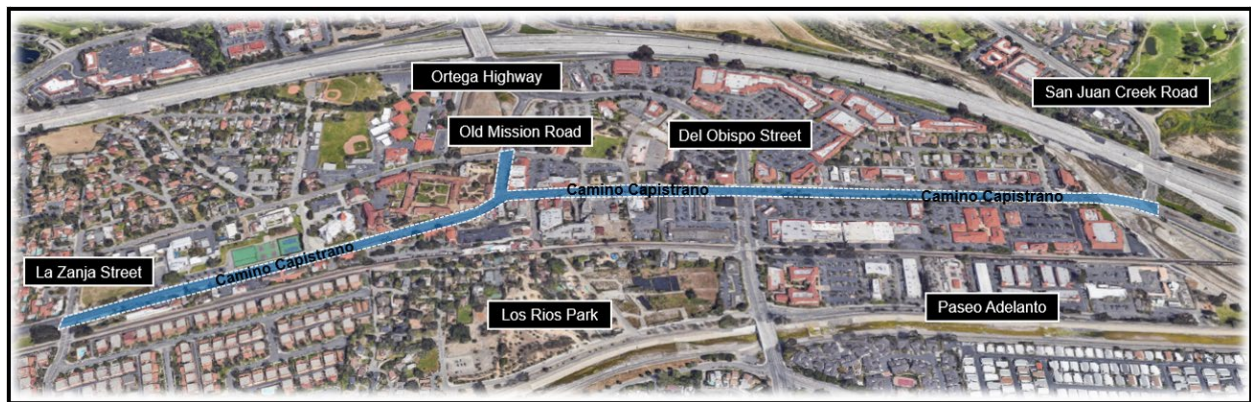 Ortega Highway
San Juan Creek Road
Old Mission Road
Del Obispo Street
Camino Capistrano
Camino Capistrano
Camino Capistrano
La Zanja Street
Los Rios Park
Paseo Adelanto